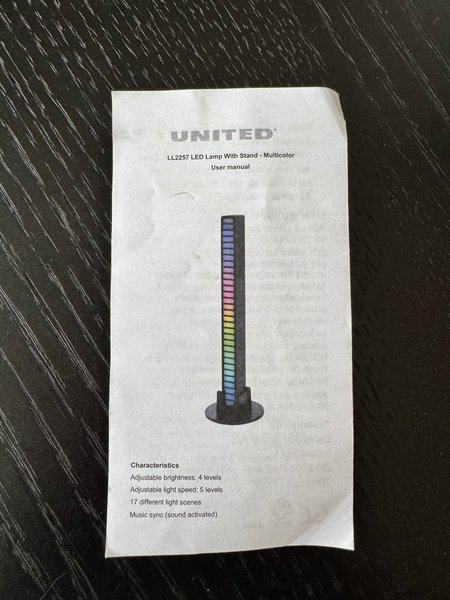 UNITED®
LL2257 LED Lamp With Stand - Multicolor
User manual
Characteristics
Adjustable brightness: 4 levels
Adjustable light speed: 5 levels
17 different light scenes
Music sync (sound activated)